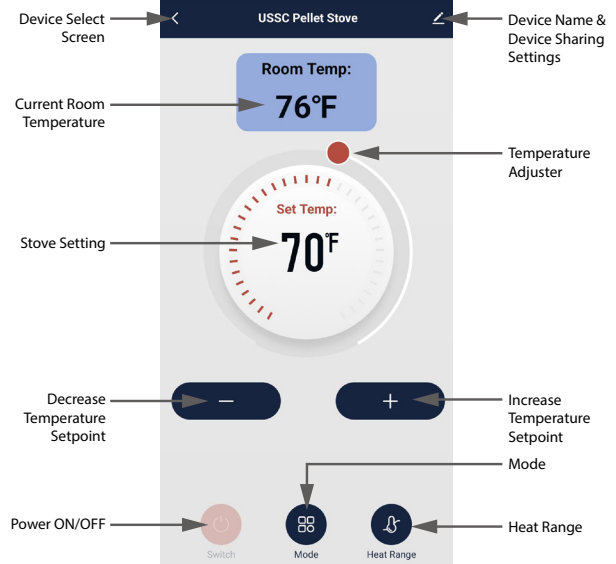 Device Select
Screen
USSC Pellet Stove
Device Name &
Device Sharing
Settings
Room Temp:
76°F
Current Room
Temperature
Temperature
Adjuster
Set Temp:
70°F
Stove Setting
Decrease
Temperature
Setpoint
−
+
Increase
Temperature
Setpoint
Mode
Power ON/OFF
Heat Range
Switch
Mode
Heat Range